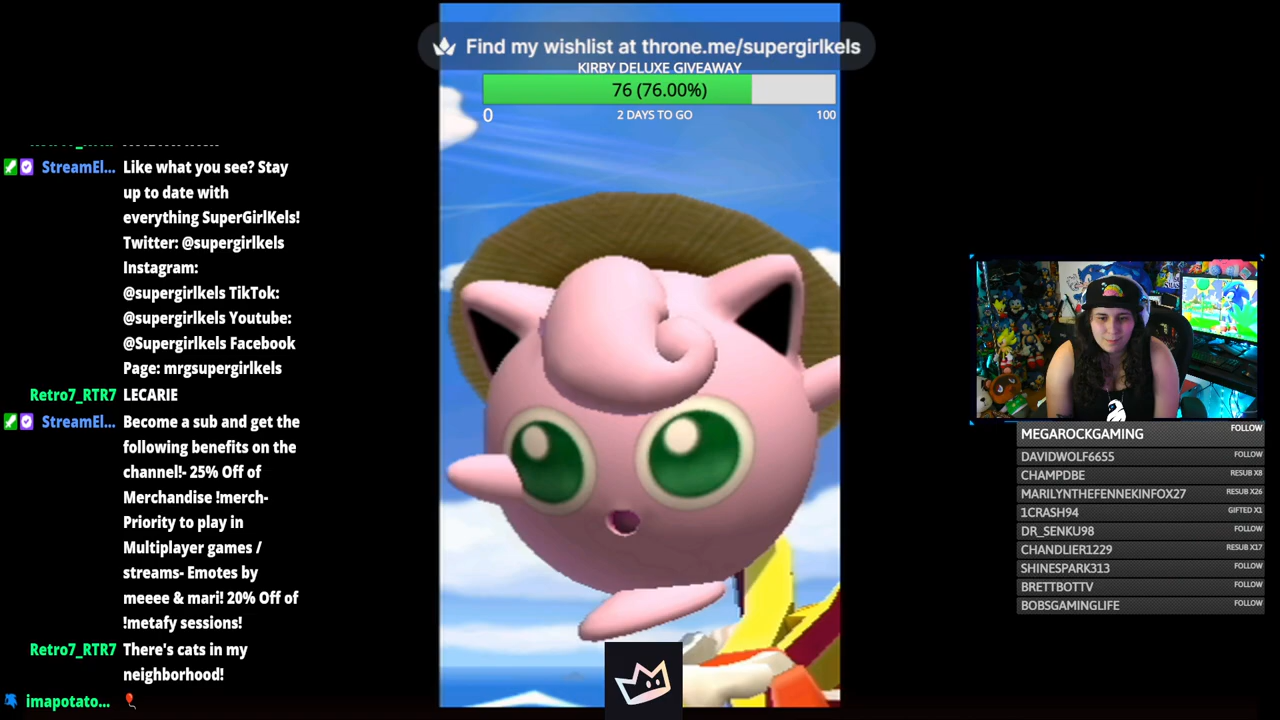 Find my wishlist at throne.me/supergirlkels
KIRBY DELUXE GIVEAWAY
76 (76.00%)
0
2 DAYS TO GO
100
StreamEl... Like what you see? Stay
up to date with
everything SuperGirlKels!
Twitter: @supergirlkels
Instagram:
@supergirlkels TikTok:
@supergirlkels Youtube:
@Supergirlkels Facebook
Page: mrgsupergirlkels
Retro7_RTR7 LECARIE
StreamEl... Become a sub and get the
following benefits on the
channel!- 25% Off of
Merchandise !merch-
Priority to play in
Multiplayer games /
streams- Emotes by
meeee & mari! 20% Off of
!metafy sessions!
Retro7_RTR7 There's cats in my
neighborhood!
imapotato...
MEGAROCKGAMING FOLLOW
DAVIDWOLF6655 FOLLOW
CHAMPDBE RESUB X8
MARILYNTHEFENNEKINFOX27 RESUB X26
1CRASH94 GIFTED X1
DR_SENKU98 FOLLOW
CHANDLIER1229 RESUB X17
SHINESPARK313 FOLLOW
BRETTBOTTV FOLLOW
BOBSGAMINGLIFE FOLLOW